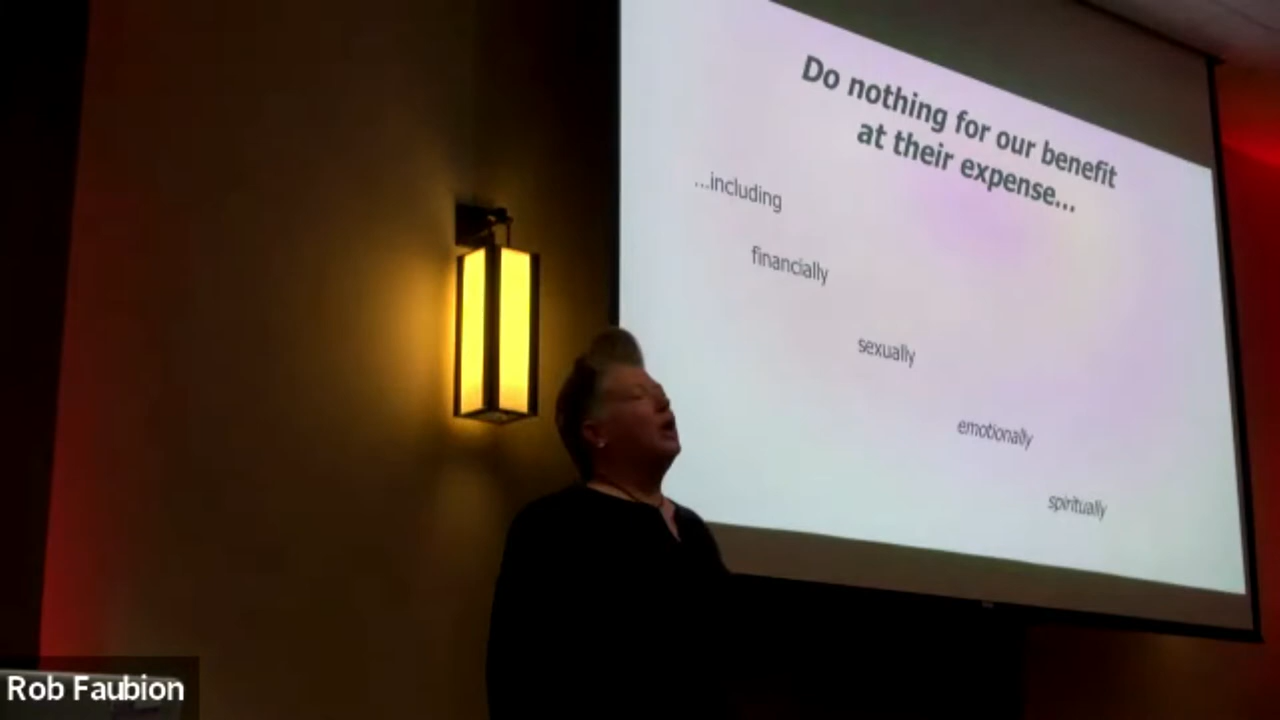 Do nothing for our benefit
at their expense...
...including
financially
sexually
emotionally
spiritually
Rob Faubion